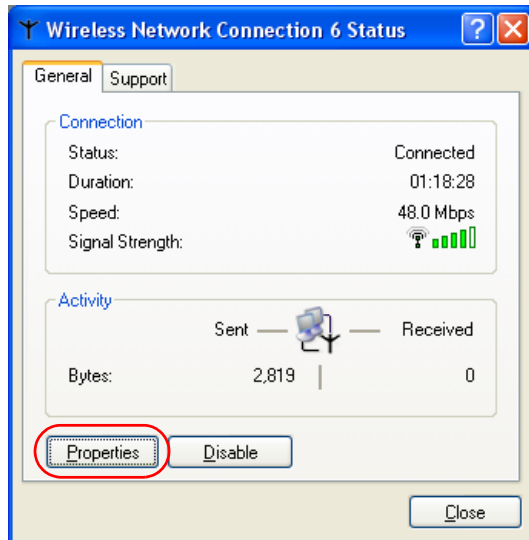 Wireless Network Connection 6 Status
General Support
Connection
Status: Connected
Duration: 01:18:28
Speed: 48.0 Mbps
Signal Strength:
Activity
Sent Received
Bytes: 2,819 0
Properties Disable
Close